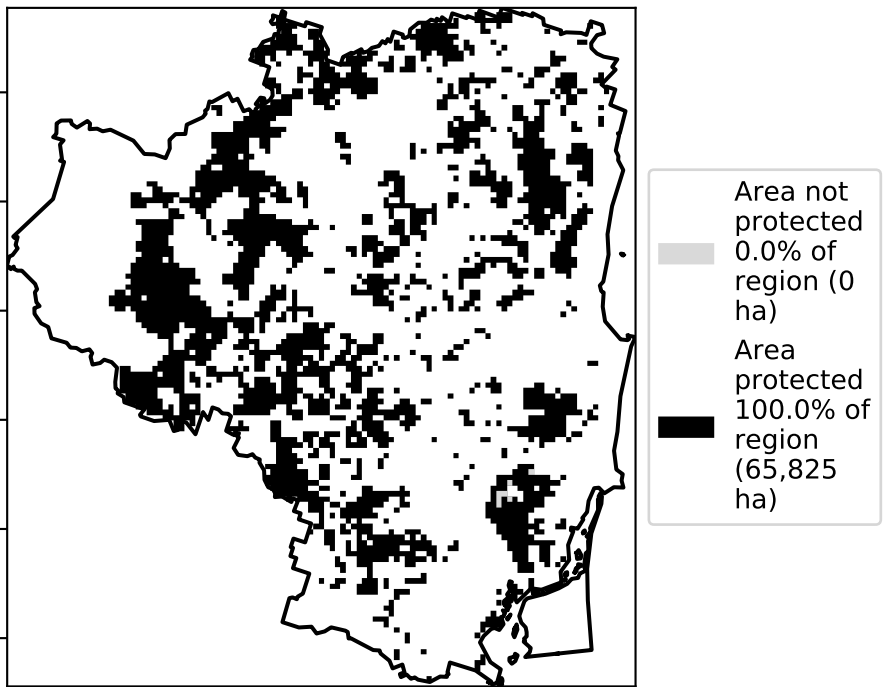 Area not
protected
0.0% of
region (0
ha)
Area
protected
100.0% of
region
(65,825
ha)